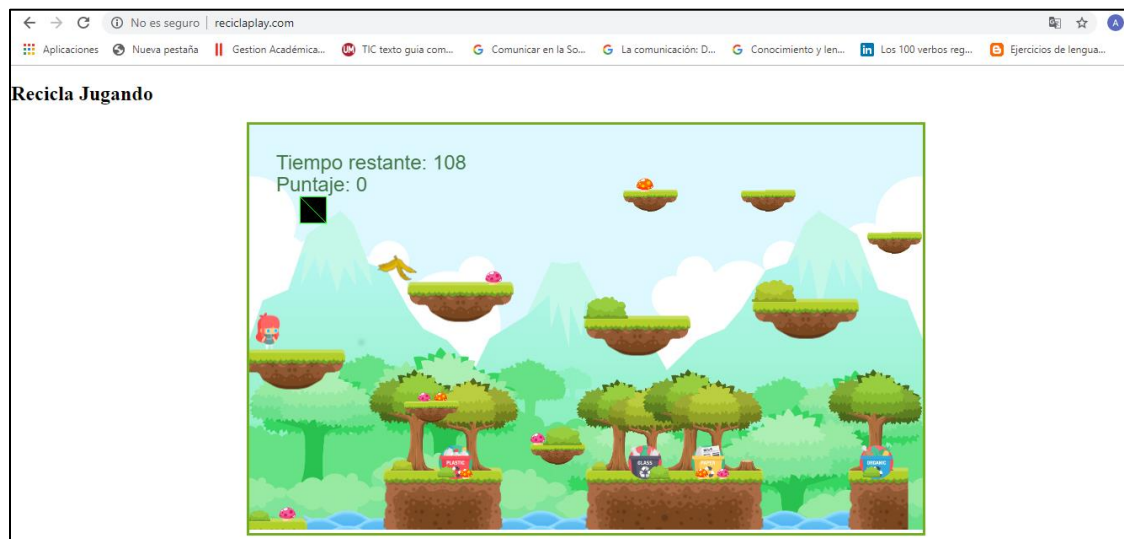 No es seguro | reciclaplay.com
A
Aplicaciones Nueva pestaña Gestion Académica... UM TIC texto guia com... G Comunicar en la So... G La comunicación: D... G Conocimiento y len... in Los 100 verbos reg... B Ejercicios de lengua...
Recicla Jugando
Tiempo restante: 108
Puntaje: 0
PLASTIC GLASS ORGANIC